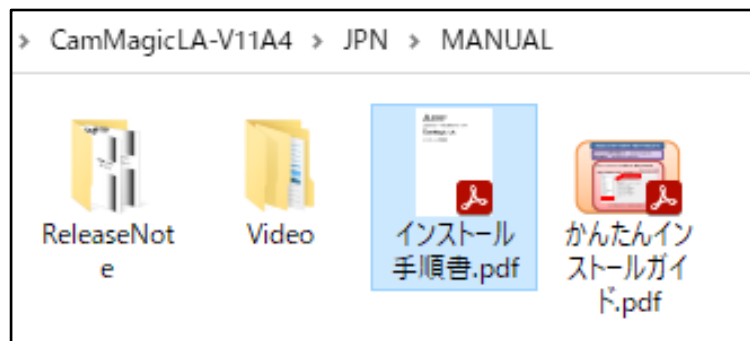 > CamMagicLA-V11A4 > JPN > MANUAL
ReleaseNot
e
Video
インストール
手順書.pdf
かんたんイン
ストールガイ
ド.pdf